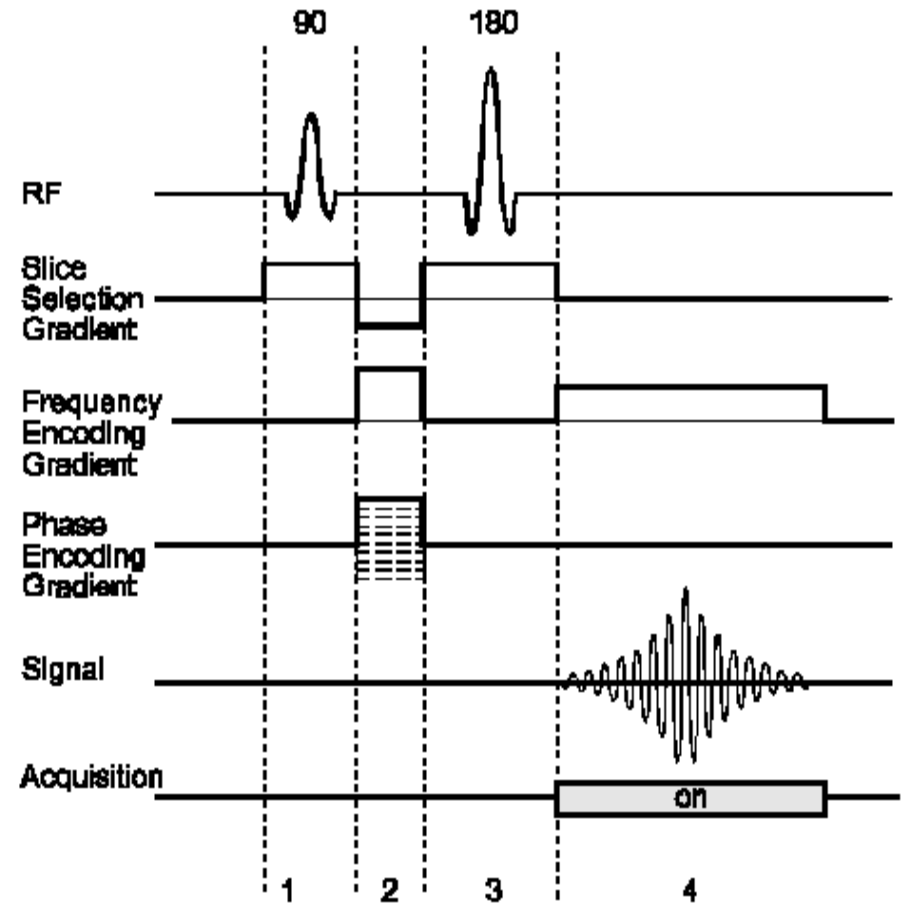 90 180
RF
Slice
Selection
Gradient
Frequency
Encoding
Gradient
Phase
Encoding
Gradient
Signal
Acquisition
on
1 2 3 4